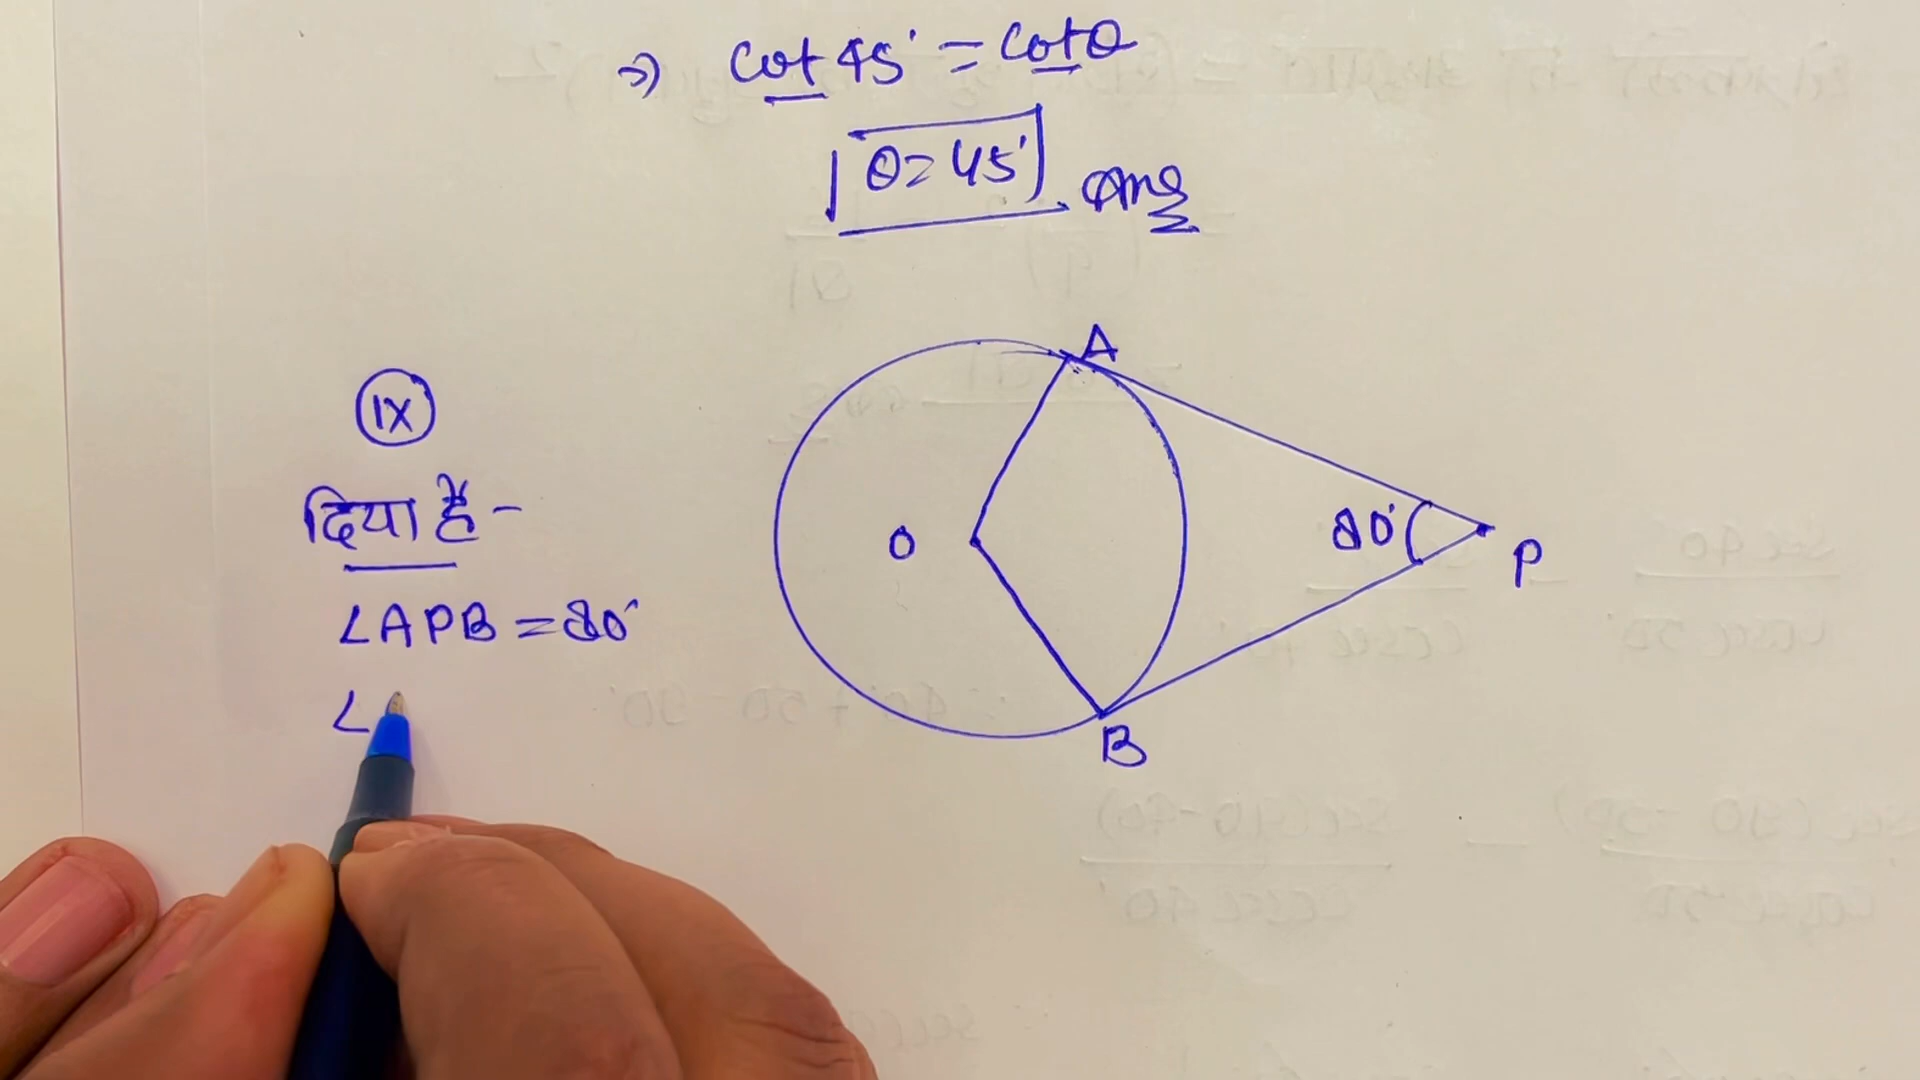 ⇒ Cot 45° = Cotθ
θ = 45° Ans
IX
दिया है -
∠APB = 80°
∠
A
O
80°
P
B